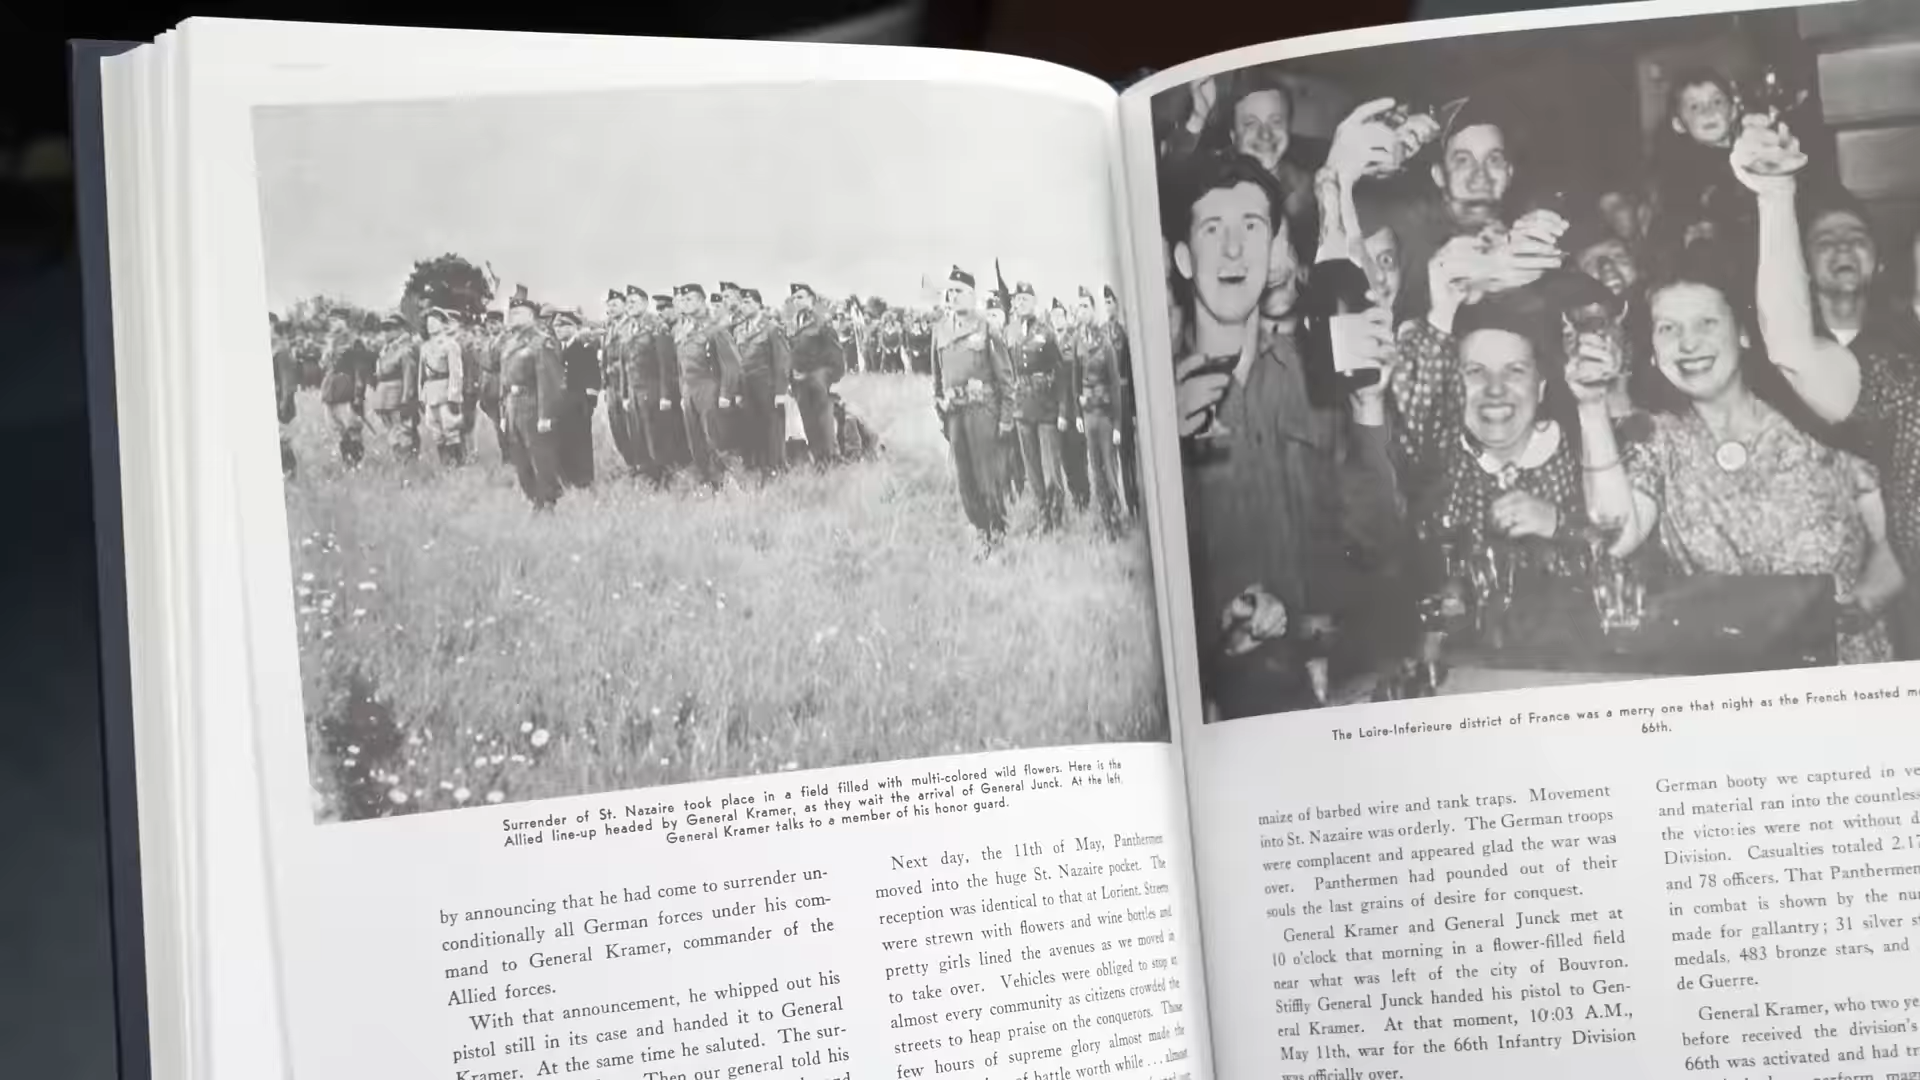 Surrender of St. Nazaire took place in a field filled with multi-colored wild flowers. Here is the
Allied line-up headed by General Kramer, as they wait the arrival of General Junck. At the left,
General Kramer talks to a member of his honor guard.
by announcing that he had come to surrender un-
conditionally all German forces under his com-
mand to General Kramer, commander of the
Allied forces.
With that announcement, he whipped out his
pistol still in its case and handed it to General
Kramer. At the same time he saluted. The sur-
Then our general told his
Next day, the 11th of May, Panthermen
moved into the huge St. Nazaire pocket. The
reception was identical to that at Lorient. Streets
were strewn with flowers and wine bottles and
pretty girls lined the avenues as we moved in
to take over. Vehicles were obliged to stop in
almost every community as citizens crowded the
streets to heap praise on the conquerors. Those
few hours of supreme glory almost made the
of battle worth while . . . almost
The Loire-Inferieure district of France was a merry one that night as the French toasted
66th.
maize of barbed wire and tank traps. Movement
into St. Nazaire was orderly. The German troops
were complacent and appeared glad the war was
over. Panthermen had pounded out of their
souls the last grains of desire for conquest.
General Kramer and General Junck met at
10 o'clock that morning in a flower-filled field
near what was left of the city of Bouvron.
Stiffly General Junck handed his pistol to Gen-
eral Kramer. At that moment, 10:03 A.M.,
May 11th, war for the 66th Infantry Division
was officially over.
German booty we captured in
and material ran into the
the victories were not without
Division. Casualties totaled
and 78 officers. That Panthermen
in combat is shown by the
made for gallantry; 31 silver
medals, 483 bronze stars, and
de Guerre.
General Kramer, who two
before received the division's
66th was activated and had